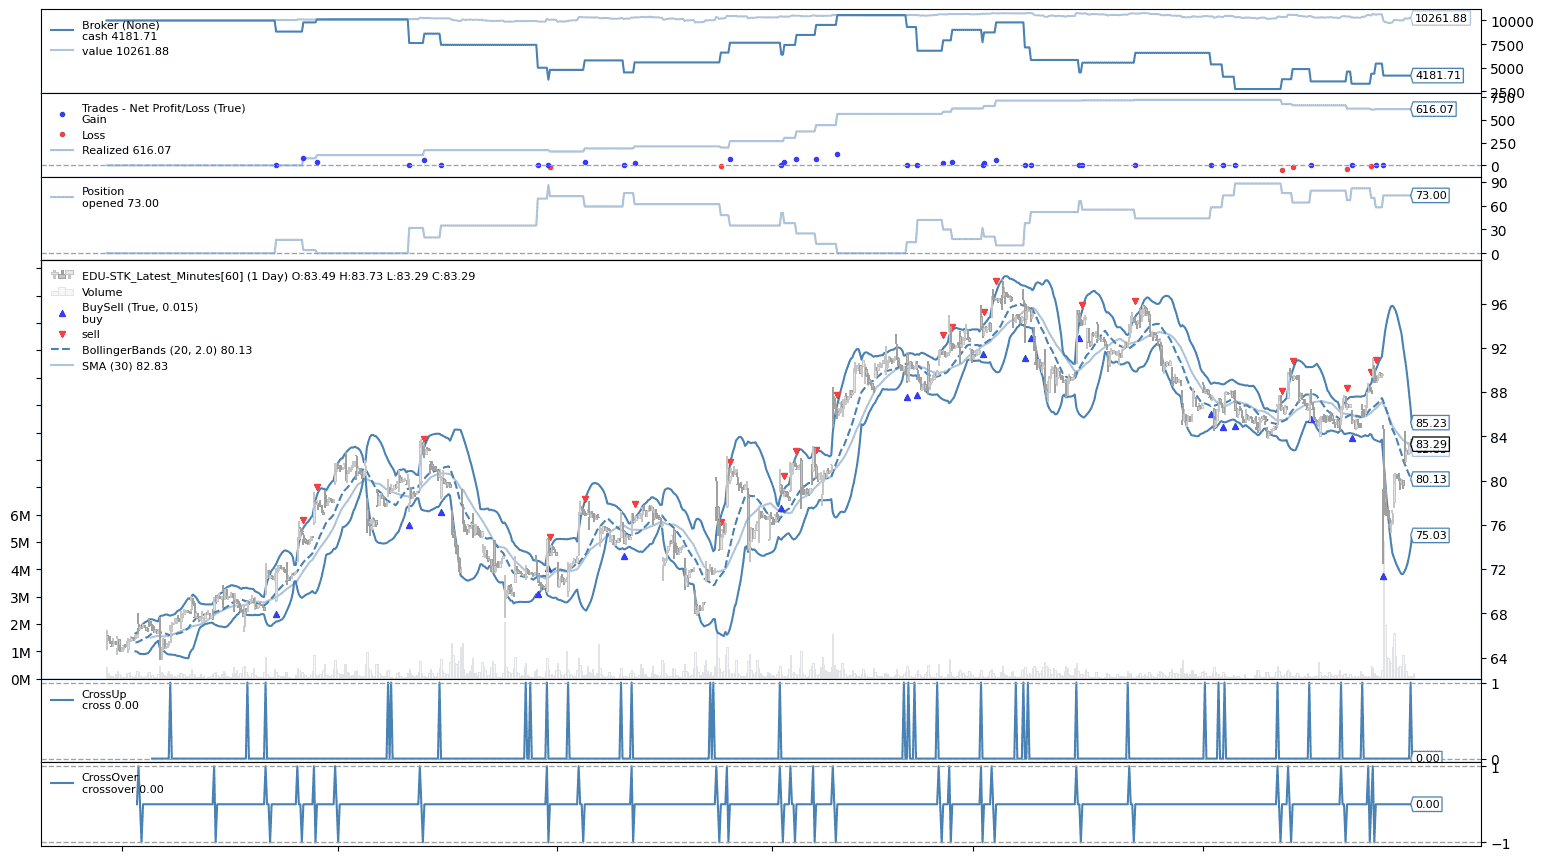 Broker (None)
cash 4181.71
value 10261.88
10261.88
4181.71
10000
7500
5000
2500
Trades - Net Profit/Loss (True)
Gain
Loss
Realized 616.07
616.07
750
500
250
0
Position
opened 73.00
73.00
90
60
30
0
EDU-STK_Latest_Minutes[60] (1 Day) O:83.49 H:83.73 L:83.29 C:83.29
Volume
BuySell (True, 0.015)
buy
sell
BollingerBands (20, 2.0) 80.13
SMA (30) 82.83
6M
5M
4M
3M
2M
1M
0M
85.23
83.29
80.13
75.03
96
92
88
84
80
76
72
68
64
CrossUp
cross 0.00
0.00
1
0
CrossOver
crossover 0.00
0.00
1
−1